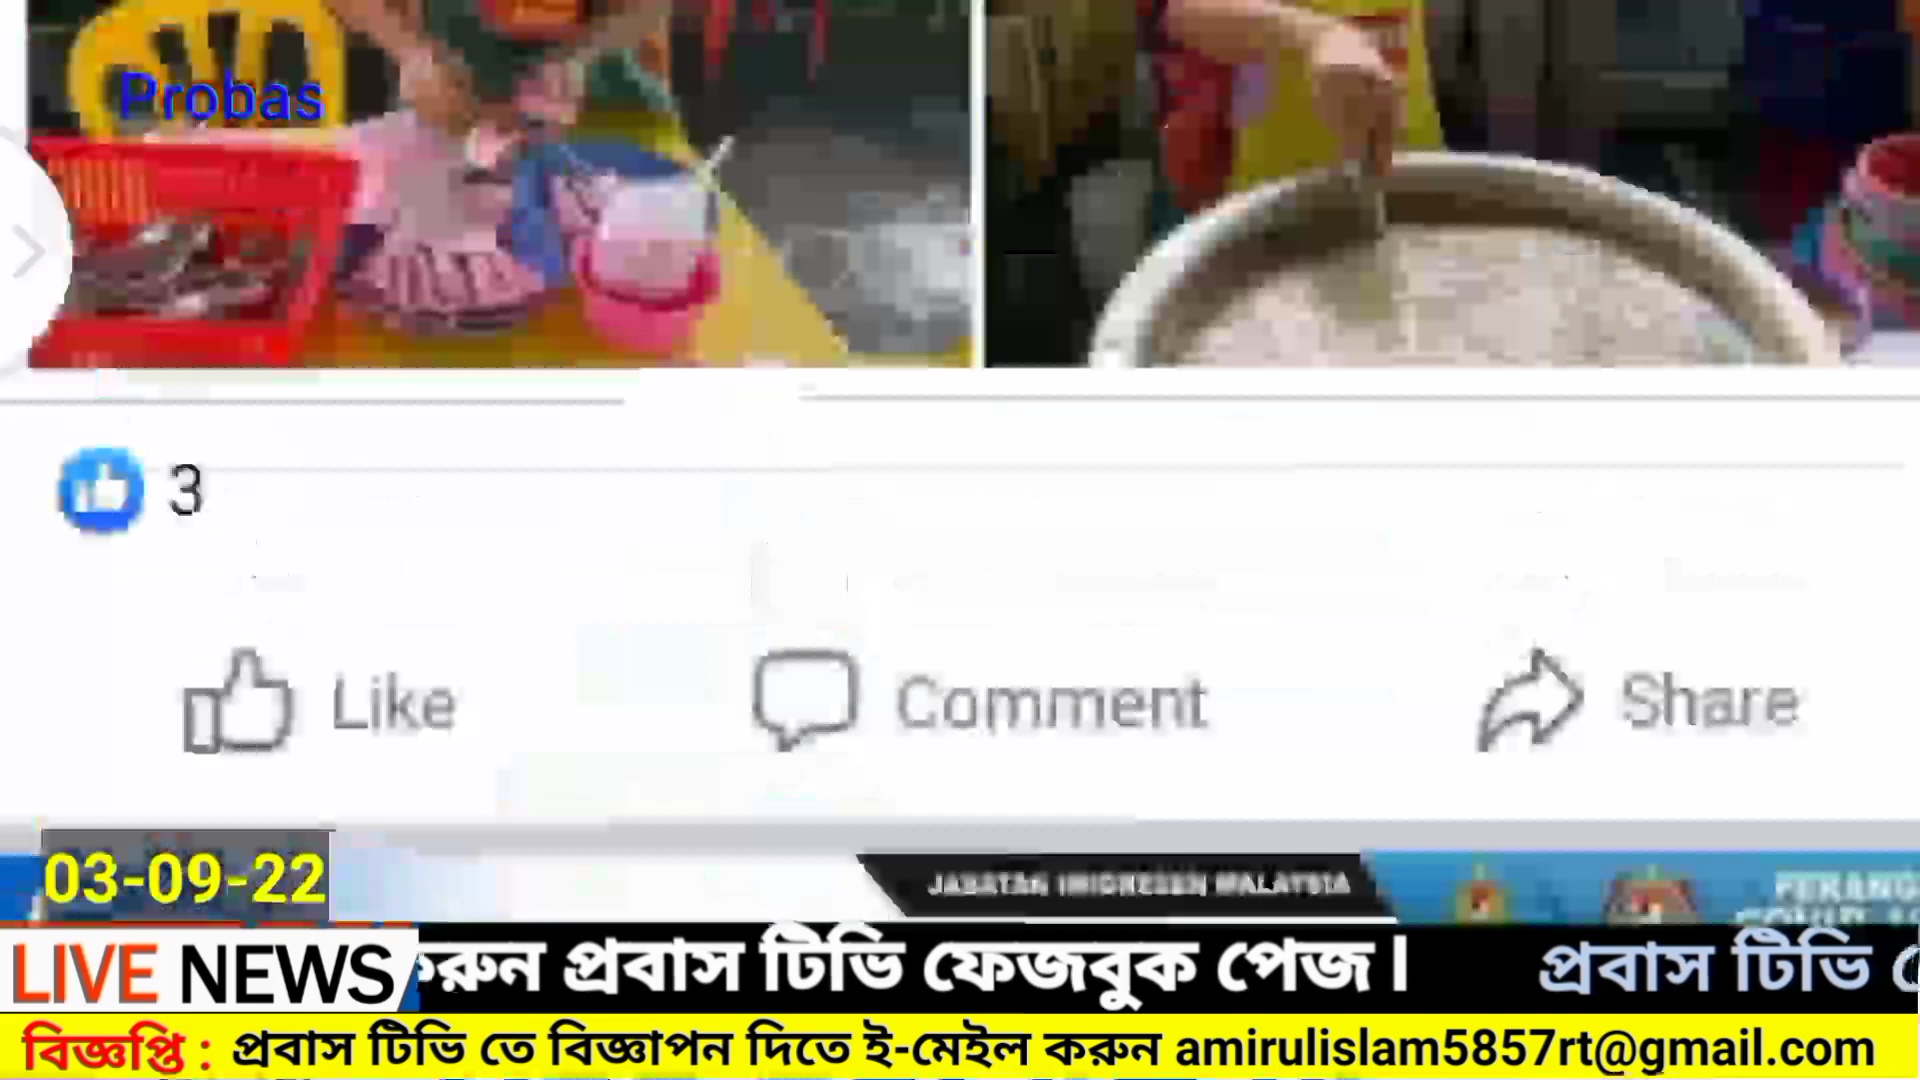 Probas
3
Like
Comment
Share
03-09-22
JABATAN IMIGRESEN MALAYSIA
LIVE NEWS
করুন প্রবাস টিভি ফেজবুক পেজ।
প্রবাস টিভি
বিজ্ঞপ্তি : প্রবাস টিভি তে বিজ্ঞাপন দিতে ই-মেইল করুন amirulislam5857rt@gmail.com